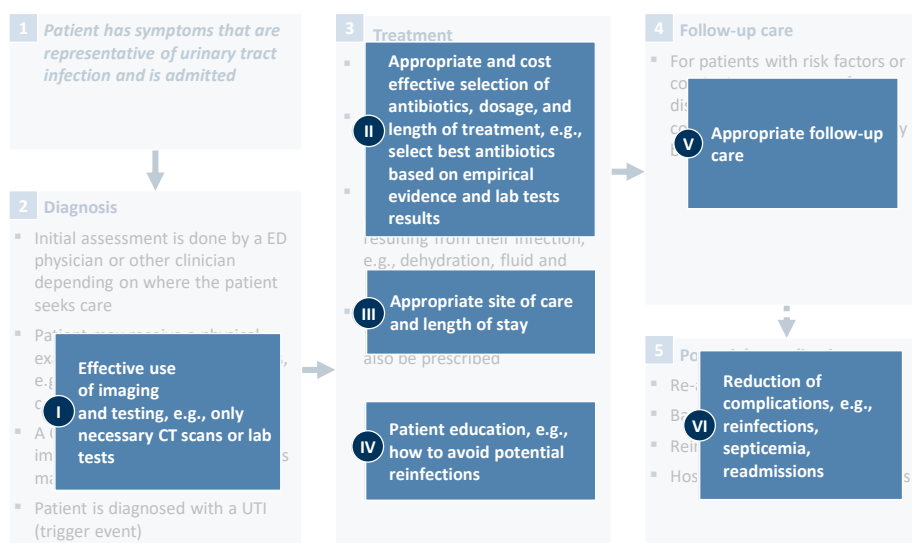 1 Patient has symptoms that are
representative of urinary tract
infection and is admitted
2 Diagnosis
▪ Initial assessment is done by a ED
physician or other clinician
depending on where the patient
seeks care
I
Effective use
of imaging
and testing, e.g., only
necessary CT scans or lab
tests
▪ Patient is diagnosed with a UTI
(trigger event)
3 Treatment
II
Appropriate and cost
effective selection of
antibiotics, dosage, and
length of treatment, e.g.,
select best antibiotics
based on empirical
evidence and lab tests
results
resulting from their infection,
e.g., dehydration, fluid and
III
Appropriate site of care
and length of stay
also be prescribed
IV
Patient education, e.g.,
how to avoid potential
reinfections
4 Follow-up care
▪ For patients with risk factors or
V
Appropriate follow-up
care
5
VI
Reduction of
complications, e.g.,
reinfections,
septicemia,
readmissions